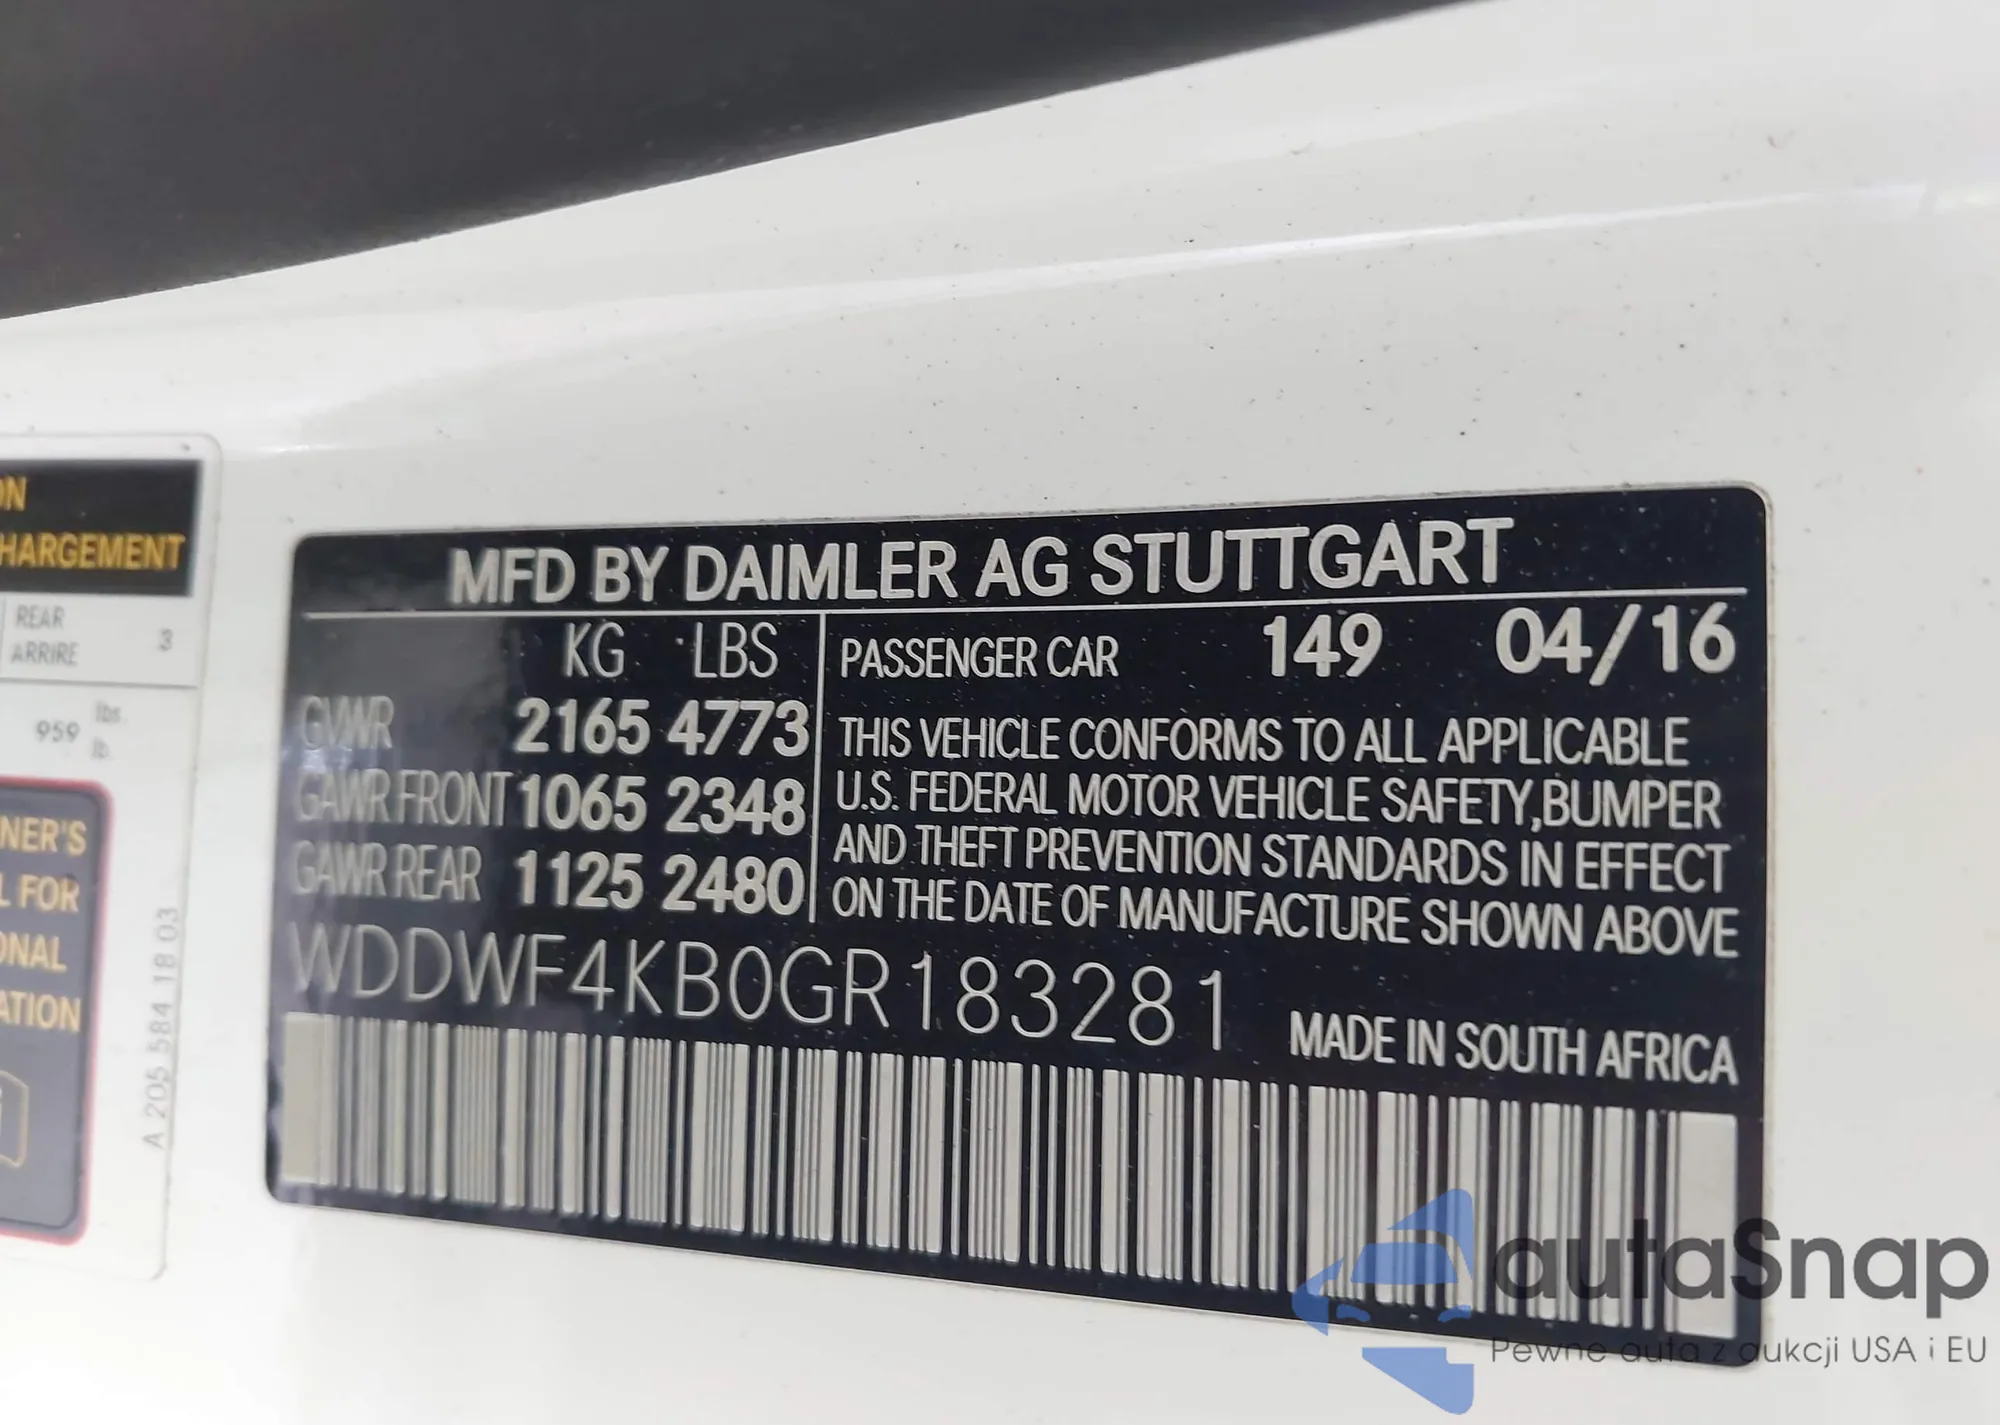 ON
HARGEMENT
REAR
ARRIRE 3
959 lbs.
lb.
NER'S
L FOR
ONAL
ATION
A 205 584 18 03
MFD BY DAIMLER AG STUTTGART
KG LBS
GVWR 2165 4773
GAWR FRONT 1065 2348
GAWR REAR 1125 2480
PASSENGER CAR 149 04/16
THIS VEHICLE CONFORMS TO ALL APPLICABLE
U.S. FEDERAL MOTOR VEHICLE SAFETY,BUMPER
AND THEFT PREVENTION STANDARDS IN EFFECT
ON THE DATE OF MANUFACTURE SHOWN ABOVE
WDDWF4KB0GR183281
MADE IN SOUTH AFRICA
autaSnap
Pewne auta z aukcji USA i EU